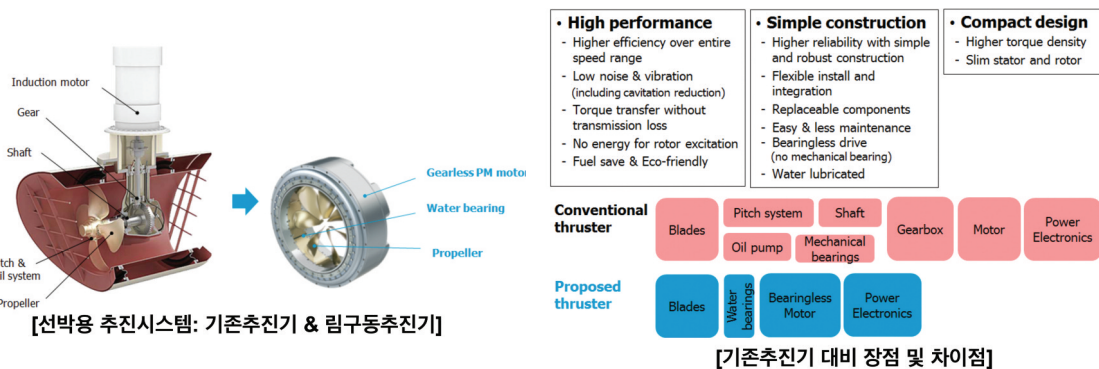 Induction motor
Gear
Shaft
tch &
il system
Propeller
Gearless PM motor
Water bearing
Propeller
[선박용 추진시스템: 기존추진기 & 림구동추진기]
• High performance
- Higher efficiency over entire
speed range
- Low noise & vibration
(including cavitation reduction)
- Torque transfer without
transmission loss
- No energy for rotor excitation
- Fuel save & Eco-friendly
• Simple construction
- Higher reliability with simple
and robust construction
- Flexible install and
integration
- Replaceable components
- Easy & less maintenance
- Bearingless drive
(no mechanical bearing)
- Water lubricated
• Compact design
- Higher torque density
- Slim stator and rotor
Conventional
thruster
Blades
Pitch system
Shaft
Oil pump
Mechanical
bearings
Gearbox
Motor
Power
Electronics
Proposed
thruster
Blades
Water
bearings
Bearingless
Motor
Power
Electronics
[기존추진기 대비 장점 및 차이점]